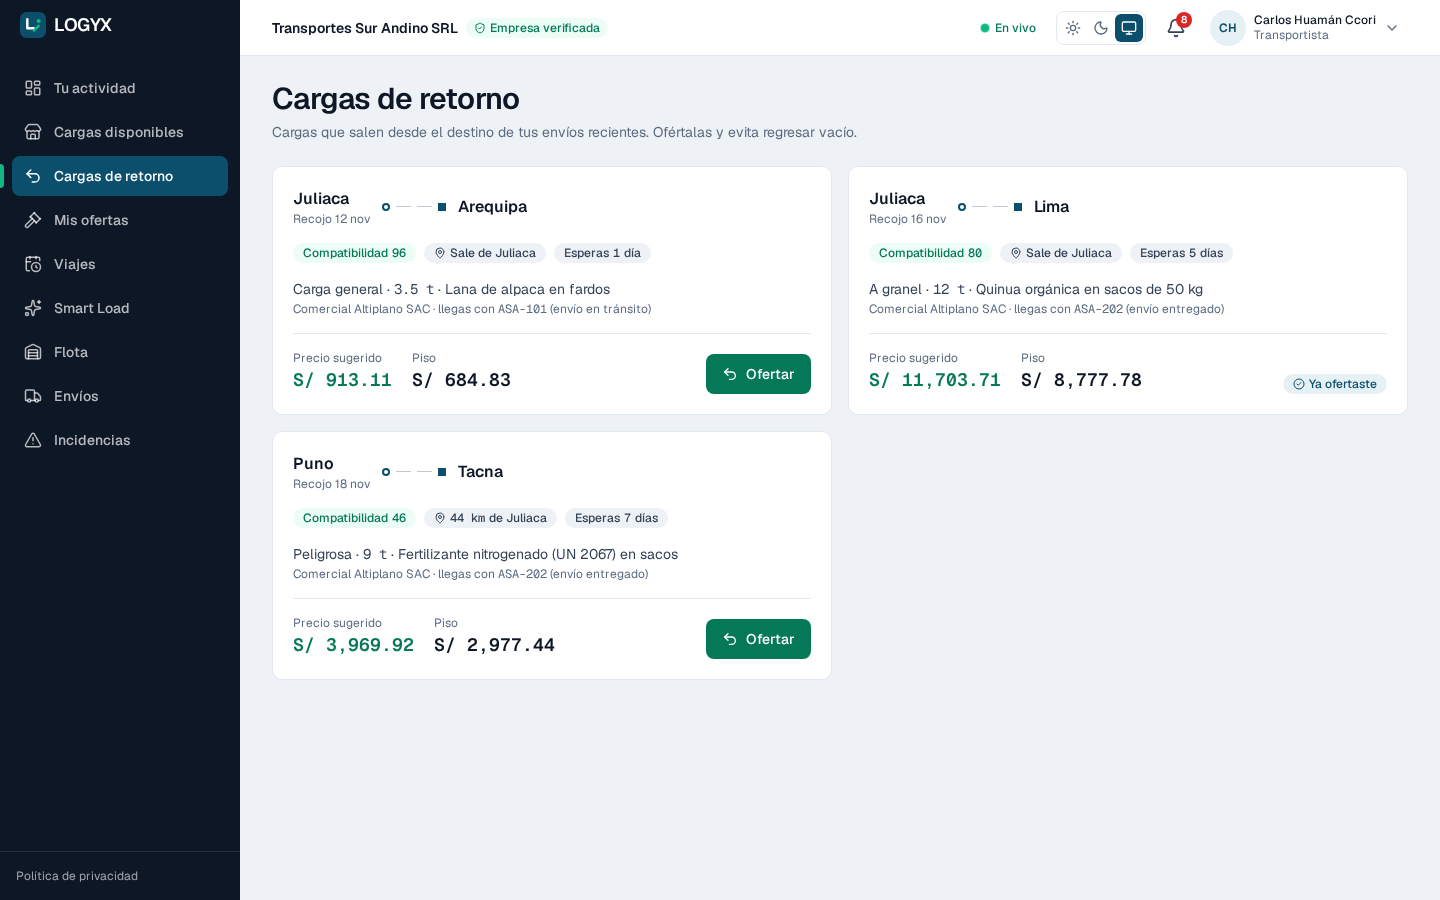 LOGYX
Tu actividad
Cargas disponibles
Cargas de retorno
Mis ofertas
Viajes
Smart Load
Flota
Envíos
Incidencias
Política de privacidad
Transportes Sur Andino SRL
Empresa verificada
En vivo
8
CH
Carlos Huamán Ccori
Transportista
Cargas de retorno
Cargas que salen desde el destino de tus envíos recientes. Ofértalas y evita regresar vacío.
Juliaca
Recojo 12 nov
Arequipa
Compatibilidad 96
Sale de Juliaca
Esperas 1 día
Carga general · 3.5 t · Lana de alpaca en fardos
Comercial Altiplano SAC · llegas con ASA-101 (envío en tránsito)
Precio sugerido
S/ 913.11
Piso
S/ 684.83
Ofertar
Juliaca
Recojo 16 nov
Lima
Compatibilidad 80
Sale de Juliaca
Esperas 5 días
A granel · 12 t · Quinua orgánica en sacos de 50 kg
Comercial Altiplano SAC · llegas con ASA-202 (envío entregado)
Precio sugerido
S/ 11,703.71
Piso
S/ 8,777.78
Ya ofertaste
Puno
Recojo 18 nov
Tacna
Compatibilidad 46
44 km de Juliaca
Esperas 7 días
Peligrosa · 9 t · Fertilizante nitrogenado (UN 2067) en sacos
Comercial Altiplano SAC · llegas con ASA-202 (envío entregado)
Precio sugerido
S/ 3,969.92
Piso
S/ 2,977.44
Ofertar